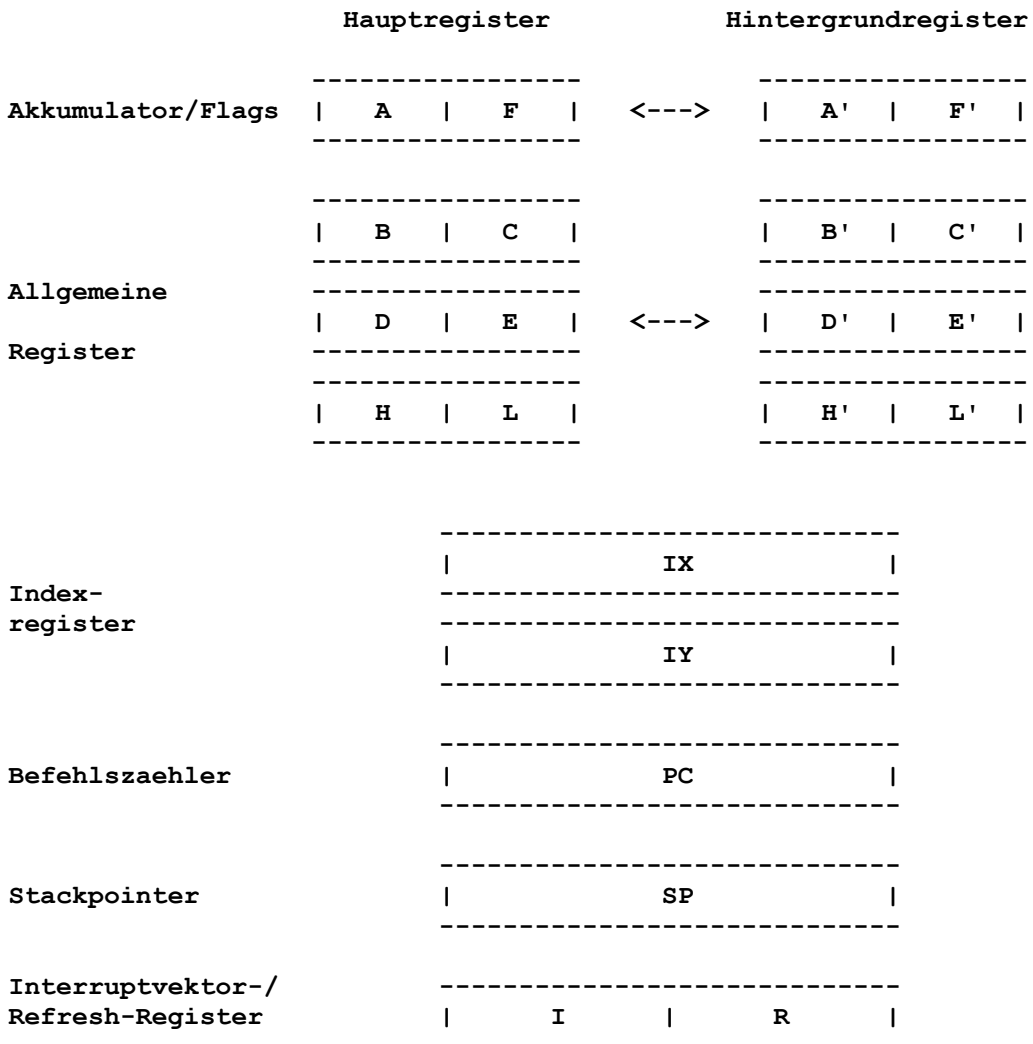 Hauptregister           Hintergrundregister

                   -----------------           -----------------
Akkumulator/Flags  |   A   |   F   |   <--->   |   A'  |   F'  |
                   -----------------           -----------------

                   -----------------           -----------------
                   |   B   |   C   |           |   B'  |   C'  |
                   -----------------           -----------------
Allgemeine         -----------------           -----------------
                   |   D   |   E   |   <--->   |   D'  |   E'  |
Register           -----------------           -----------------
                   -----------------           -----------------
                   |   H   |   L   |           |   H'  |   L'  |
                   -----------------           -----------------

                           -----------------------------
                           |             IX            |
Index-                     -----------------------------
register                   -----------------------------
                           |             IY            |
                           -----------------------------

                           -----------------------------
Befehlszaehler             |             PC            |
                           -----------------------------

                           -----------------------------
Stackpointer               |             SP            |
                           -----------------------------

Interruptvektor-/          -----------------------------
Refresh-Register           |      I      |      R      |